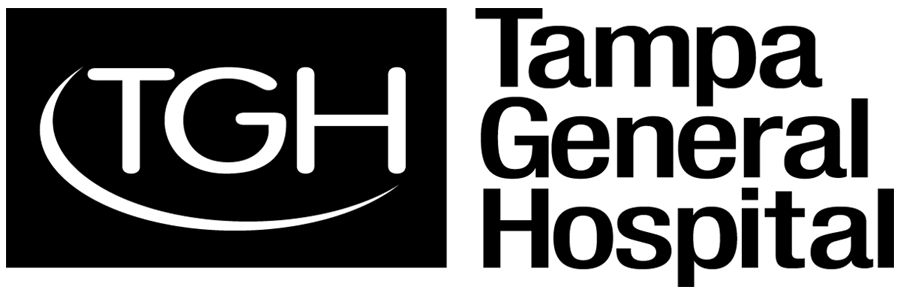 TGH
Tampa
General
Hospital